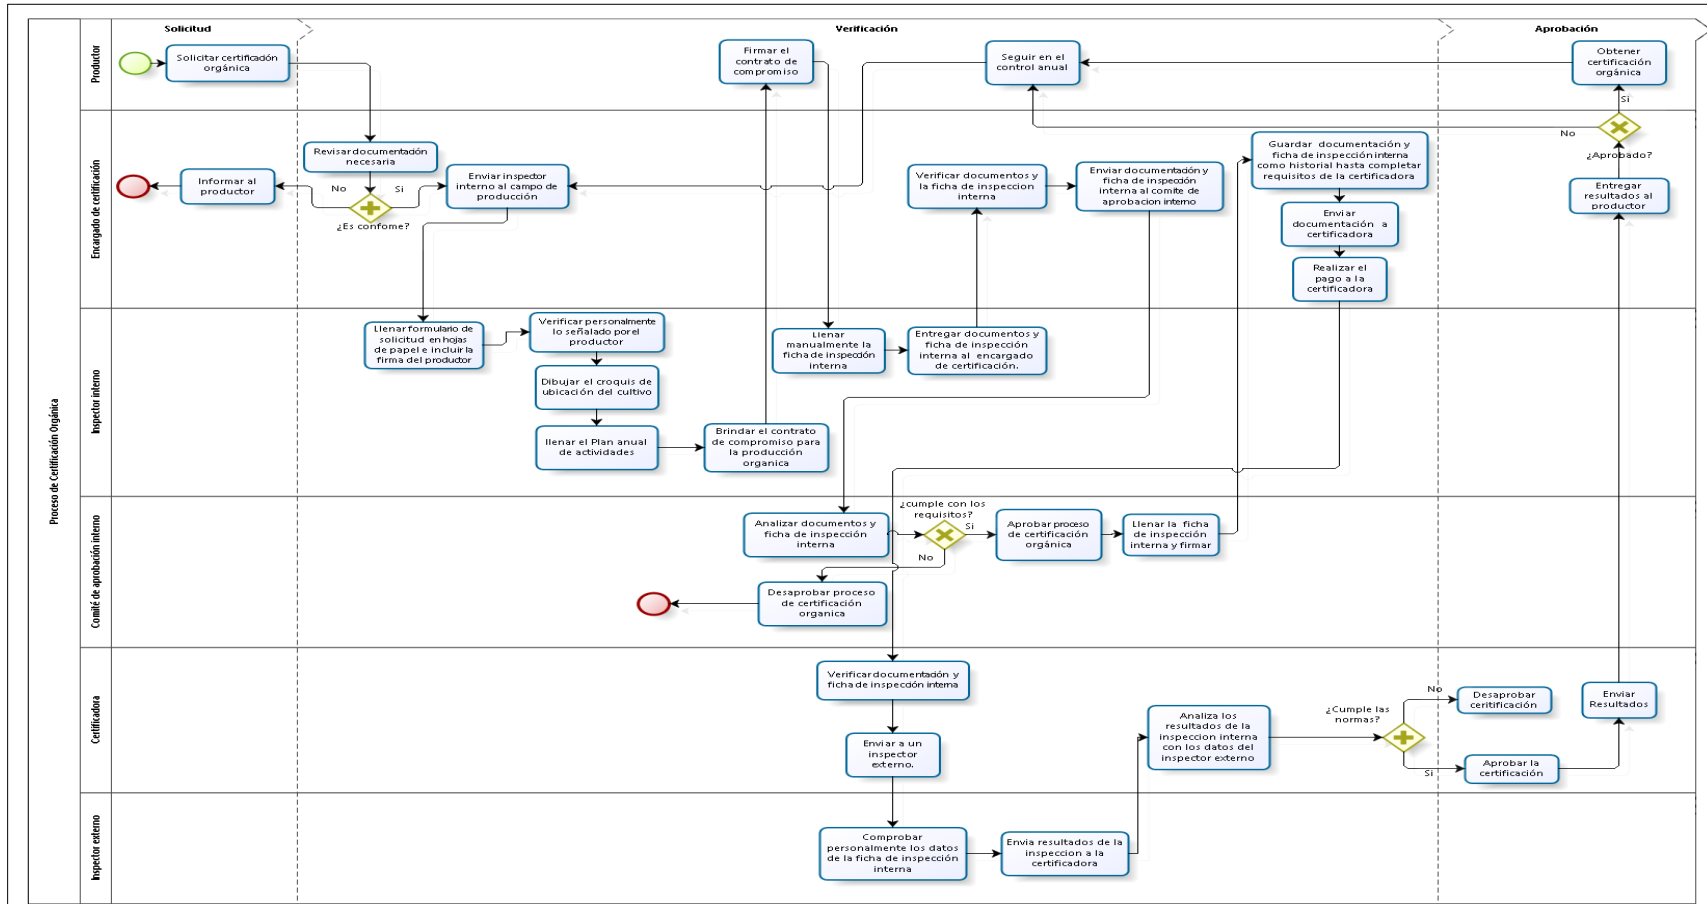 Solicitud
Verificación
Aprobación
Proceso de Certificación Orgánica
Productor
Solicitar certificación
orgánica
Firmar el
contrato de
compromiso
Seguir en el
control anual
Obtener
certificación
orgánica
Si
No
¿Aprobado?
Encargado de certificación
Revisar documentación
necesaria
Informar al
productor
No
Si
¿Es confome?
Enviar inspector
interno al campo de
producción
Verificar documentos y
la ficha de inspeccion
interna
Enviar documentación y
ficha de inspección
interna al comite de
aprobacion interno
Guardar documentación y
ficha de inspección interna
como historial hasta completar
requisitos de la certificadora
Enviar
documentación a
certificadora
Realizar el
pago a la
certificadora
Entregar
resultados al
productor
Inspector interno
Llenar formulario de
solicitud en hojas
de papel e incluir la
firma del productor
Verificar personalmente
lo señalado por el
productor
Dibujar el croquis de
ubicación del cultivo
llenar el Plan anual
de actividades
Brindar el contrato
de compromiso para
la producción organica
Llenar
manualmente la
ficha de inspección
interna
Entregar documentos y
ficha de inspección
interna al encargado
de certificación.
Comité de aprobación interno
Analizar documentos y
ficha de inspección
interna
¿cumple con los
requisitos?
Si
No
Aprobar proceso
de certificación
orgánica
Llenar la ficha
de inspección
interna y firmar
Desaprobar proceso
de certificación
organica
Certificadora
Verificar documentación y
ficha de inspección interna
Enviar a un
inspector
externo.
Analiza los
resultados de la
inspeccion interna
con los datos del
inspector externo
¿Cumple las
normas?
No
Si
Desaprobar
ceritificación
Aprobar la
certificación
Enviar
Resultados
Inspector externo
Comprobar
personalmente los datos
de la ficha de inspección
interna
Envia resultados de la
inspeccion a la
certificadora